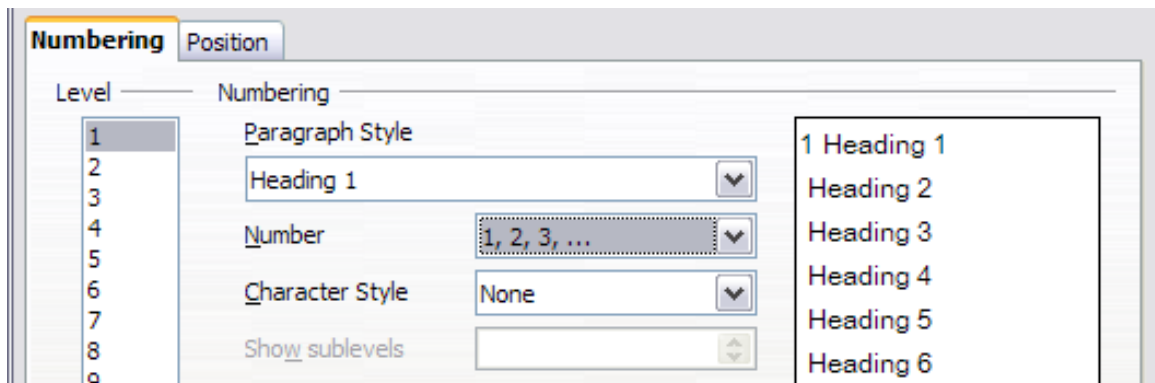 Numbering Position
Level Numbering
1
2
3
4
5
6
7
8
9
Paragraph Style
Heading 1
Number 1, 2, 3, ...
Character Style None
Show sublevels
1 Heading 1
Heading 2
Heading 3
Heading 4
Heading 5
Heading 6